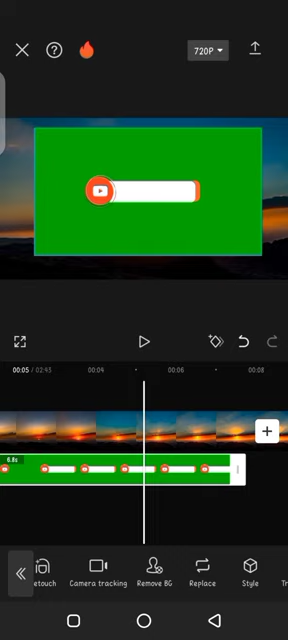 720P
00:05 / 02:43 00:04 00:06 00:08
6.8s
etouch Camera tracking Remove BG Replace Style